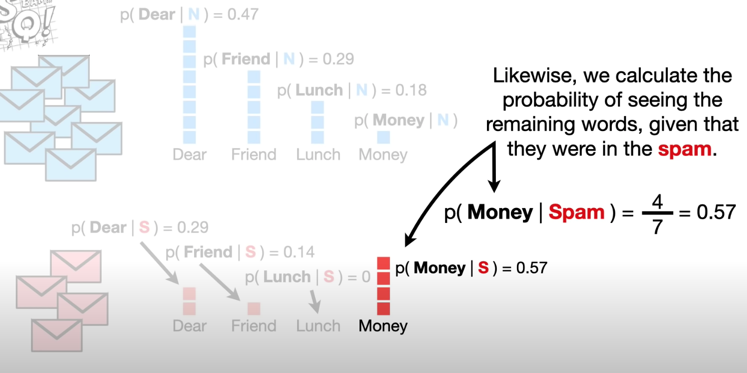 p( Dear | N ) = 0.47
p( Friend | N ) = 0.29
p( Lunch | N ) = 0.18
p( Money | N )
Dear Friend Lunch Money
Likewise, we calculate the
probability of seeing the
remaining words, given that
they were in the spam.
p( Money | Spam ) = 4/7 = 0.57
p( Dear | S ) = 0.29
p( Friend | S ) = 0.14
p( Lunch | S ) = 0
p( Money | S ) = 0.57
Dear Friend Lunch Money